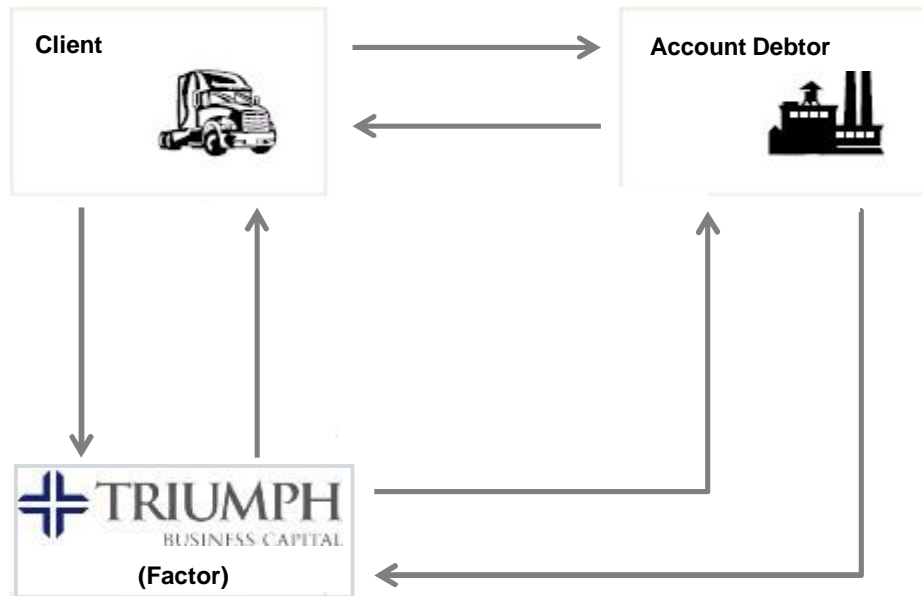 Client
Account Debtor
TRIUMPH
BUSINESS CAPITAL
(Factor)